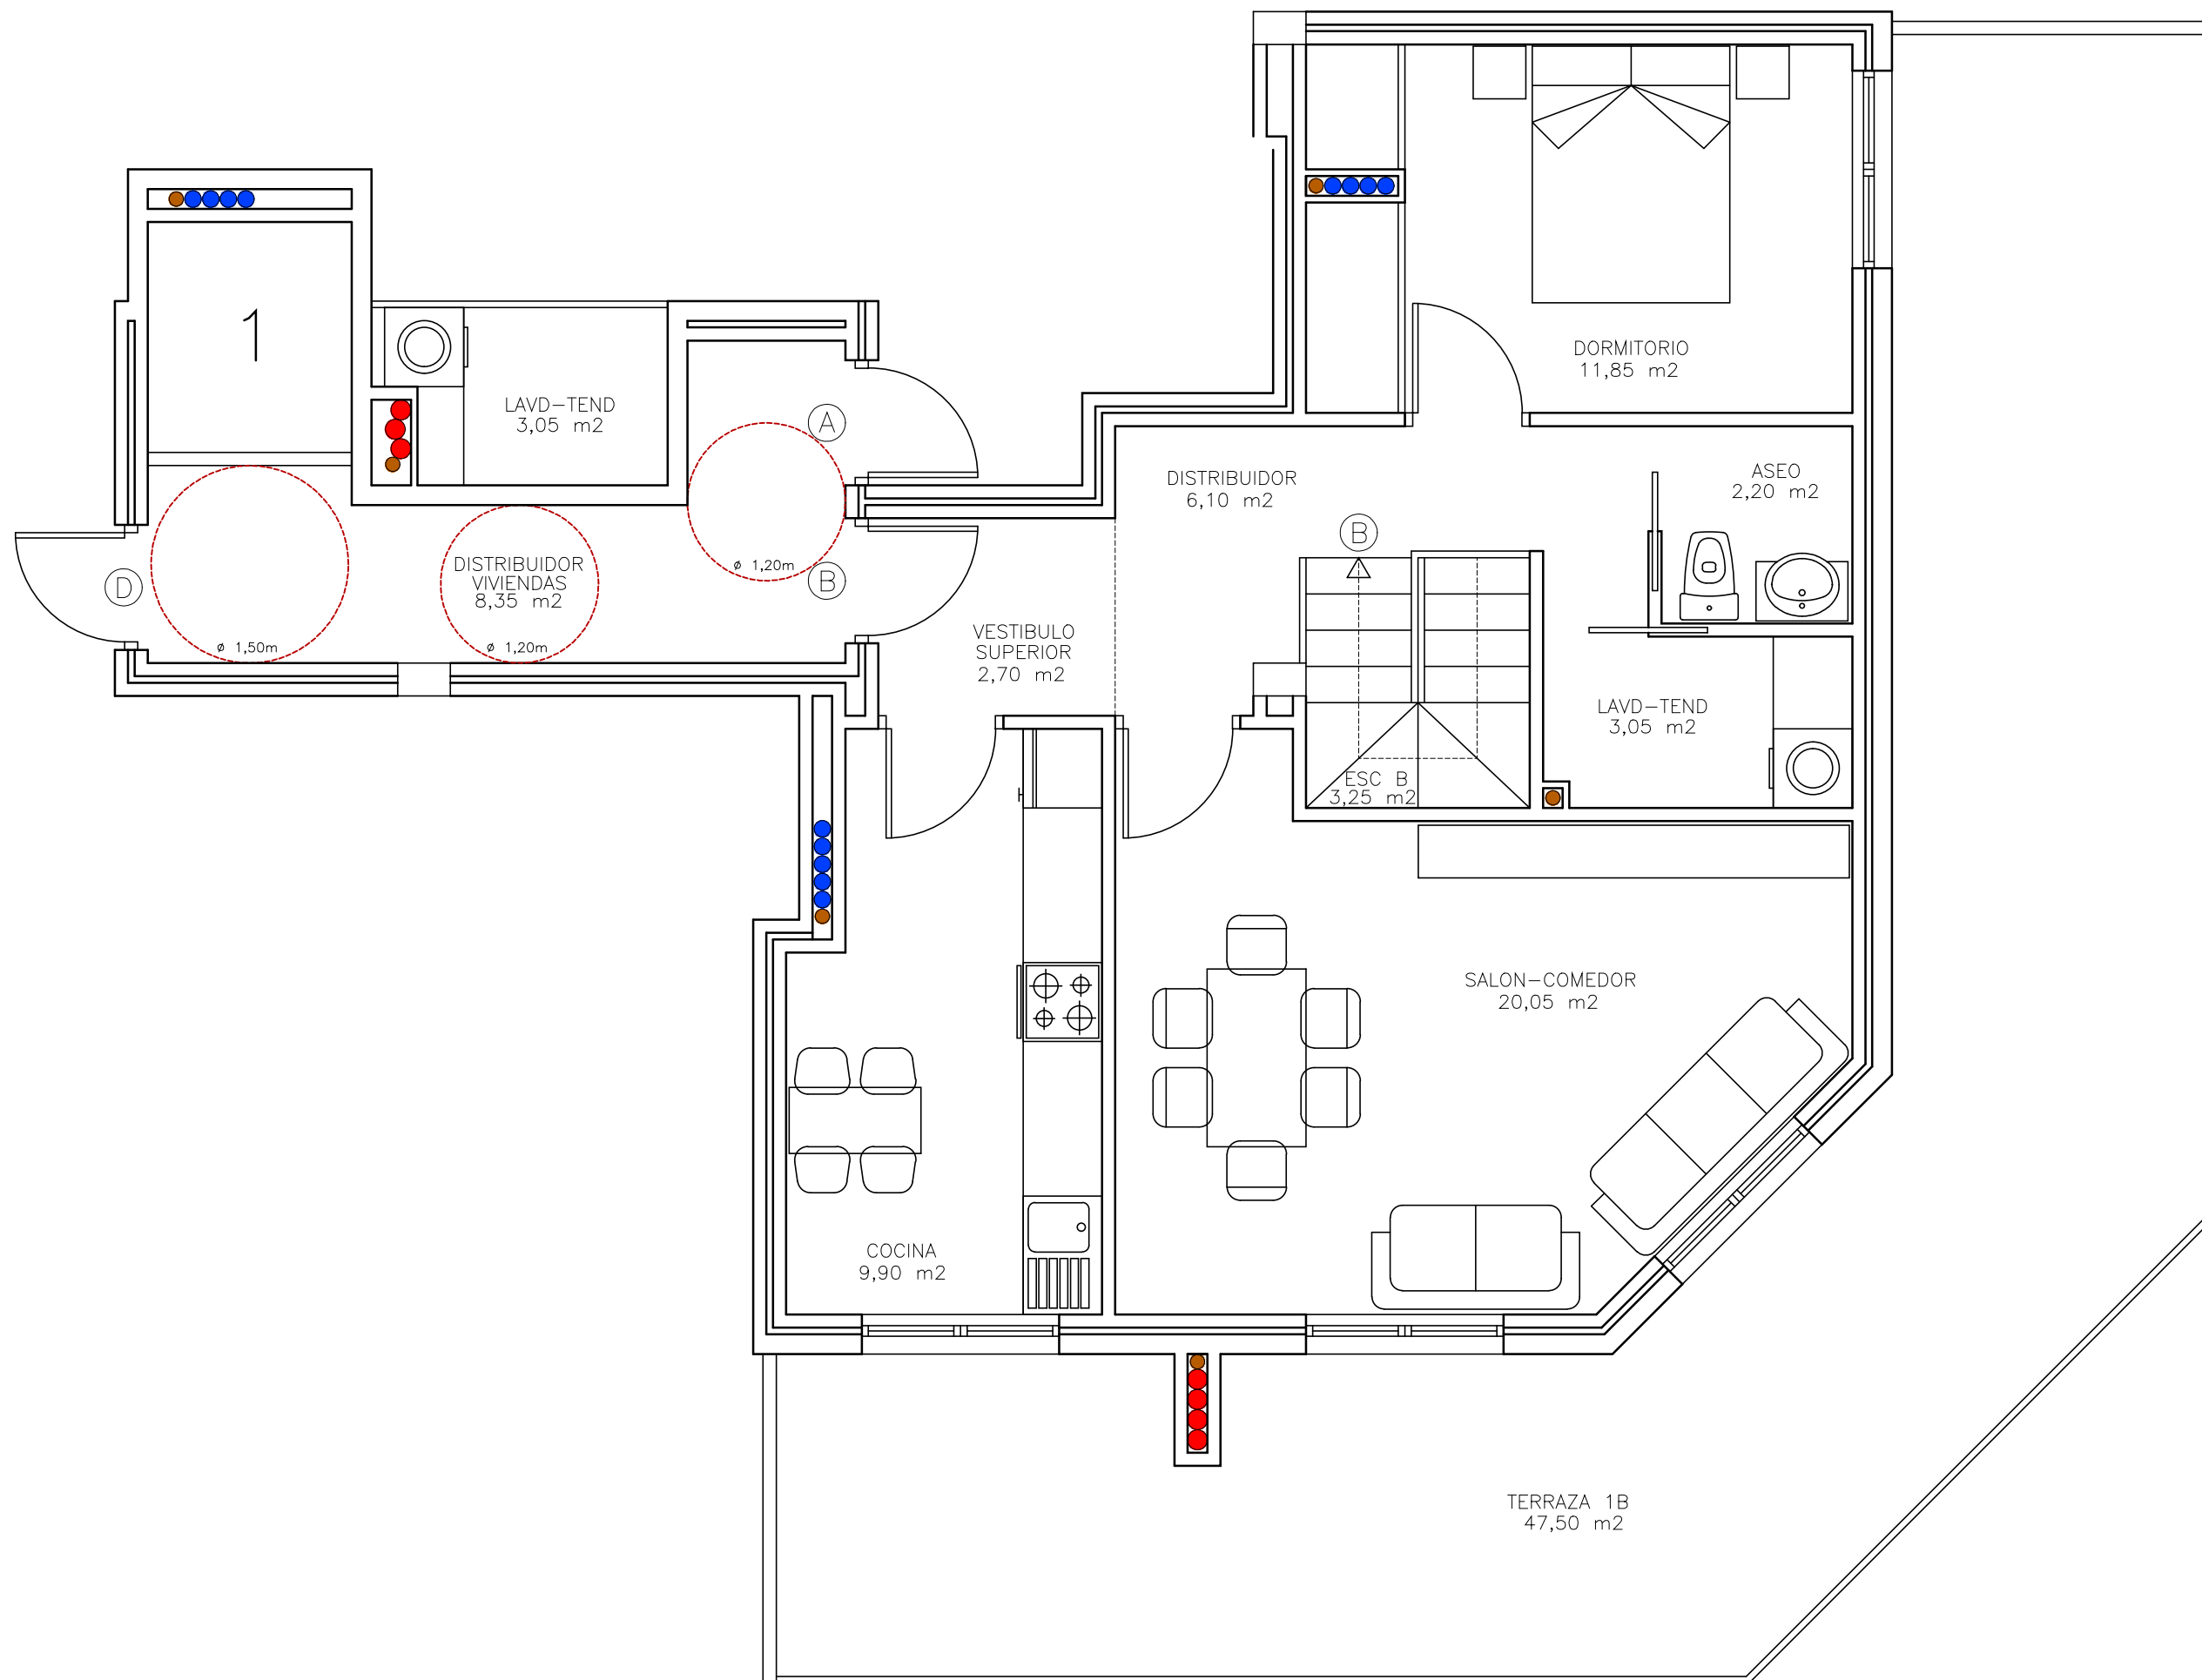 1
LAVD-TEND
3,05 m2
A
DORMITORIO
11,85 m2
DISTRIBUIDOR
6,10 m2
ASEO
2,20 m2
B
D
DISTRIBUIDOR
VIVIENDAS
8,35 m2
ø 1,50m
ø 1,20m
ø 1,20m
B
VESTIBULO
SUPERIOR
2,70 m2
LAVD-TEND
3,05 m2
ESC B
3,25 m2
SALON-COMEDOR
20,05 m2
COCINA
9,90 m2
TERRAZA 1B
47,50 m2